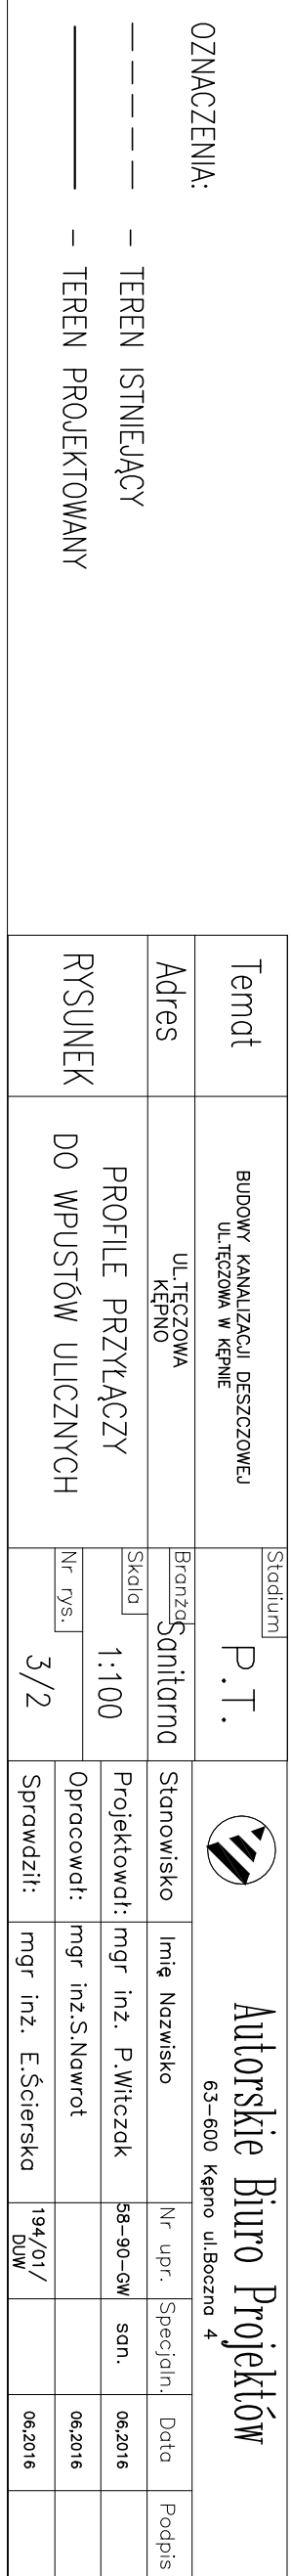 OZNACZENIA:
– TEREN ISTNIEJĄCY
– TEREN PROJEKTOWANY
Temat
BUDOWY KANALIZACJI DESZCZOWEJ
UL.TĘCZOWA W KĘPNIE
Adres
UL.TĘCZOWA
KĘPNO
RYSUNEK
PROFILE PRZYŁĄCZY
DO WPUSTÓW ULICZNYCH
Stadium
P.T.
Branża
Sanitarna
Skala
1:100
Nr rys.
3/2
Autorskie Biuro Projektów
63-600 Kępno ul.Boczna 4
Stanowisko Imię Nazwisko Nr upr. Specjaln. Data Podpis
Projektował: mgr inż. P.Witczak 58-90-GW san. 06,2016
Opracował: mgr inż.S.Nawrot 06,2016
Sprawdził: mgr inż. E.Ścierska 194/01/ 06,2016
DUW